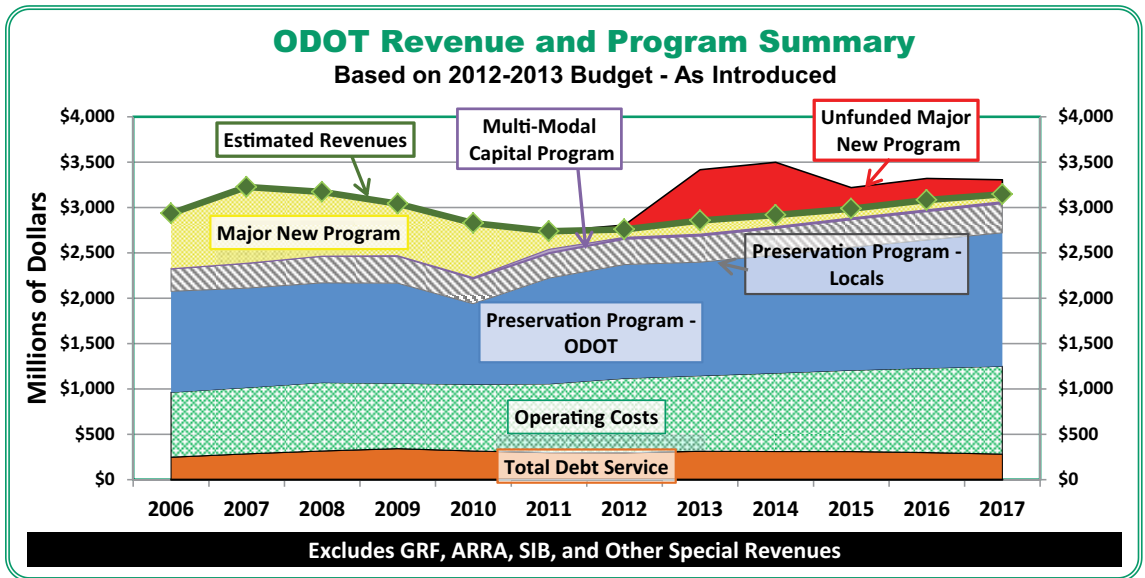 ODOT Revenue and Program Summary
Based on 2012-2013 Budget - As Introduced
Millions of Dollars
$4,000
$3,500
$3,000
$2,500
$2,000
$1,500
$1,000
$500
$0
$4,000
$3,500
$3,000
$2,500
$2,000
$1,500
$1,000
$500
$0
Estimated Revenues
Multi-Modal
Capital Program
Unfunded Major
New Program
Major New Program
Preservation Program -
Locals
Preservation Program -
ODOT
Operating Costs
Total Debt Service
2006 2007 2008 2009 2010 2011 2012 2013 2014 2015 2016 2017
Excludes GRF, ARRA, SIB, and Other Special Revenues